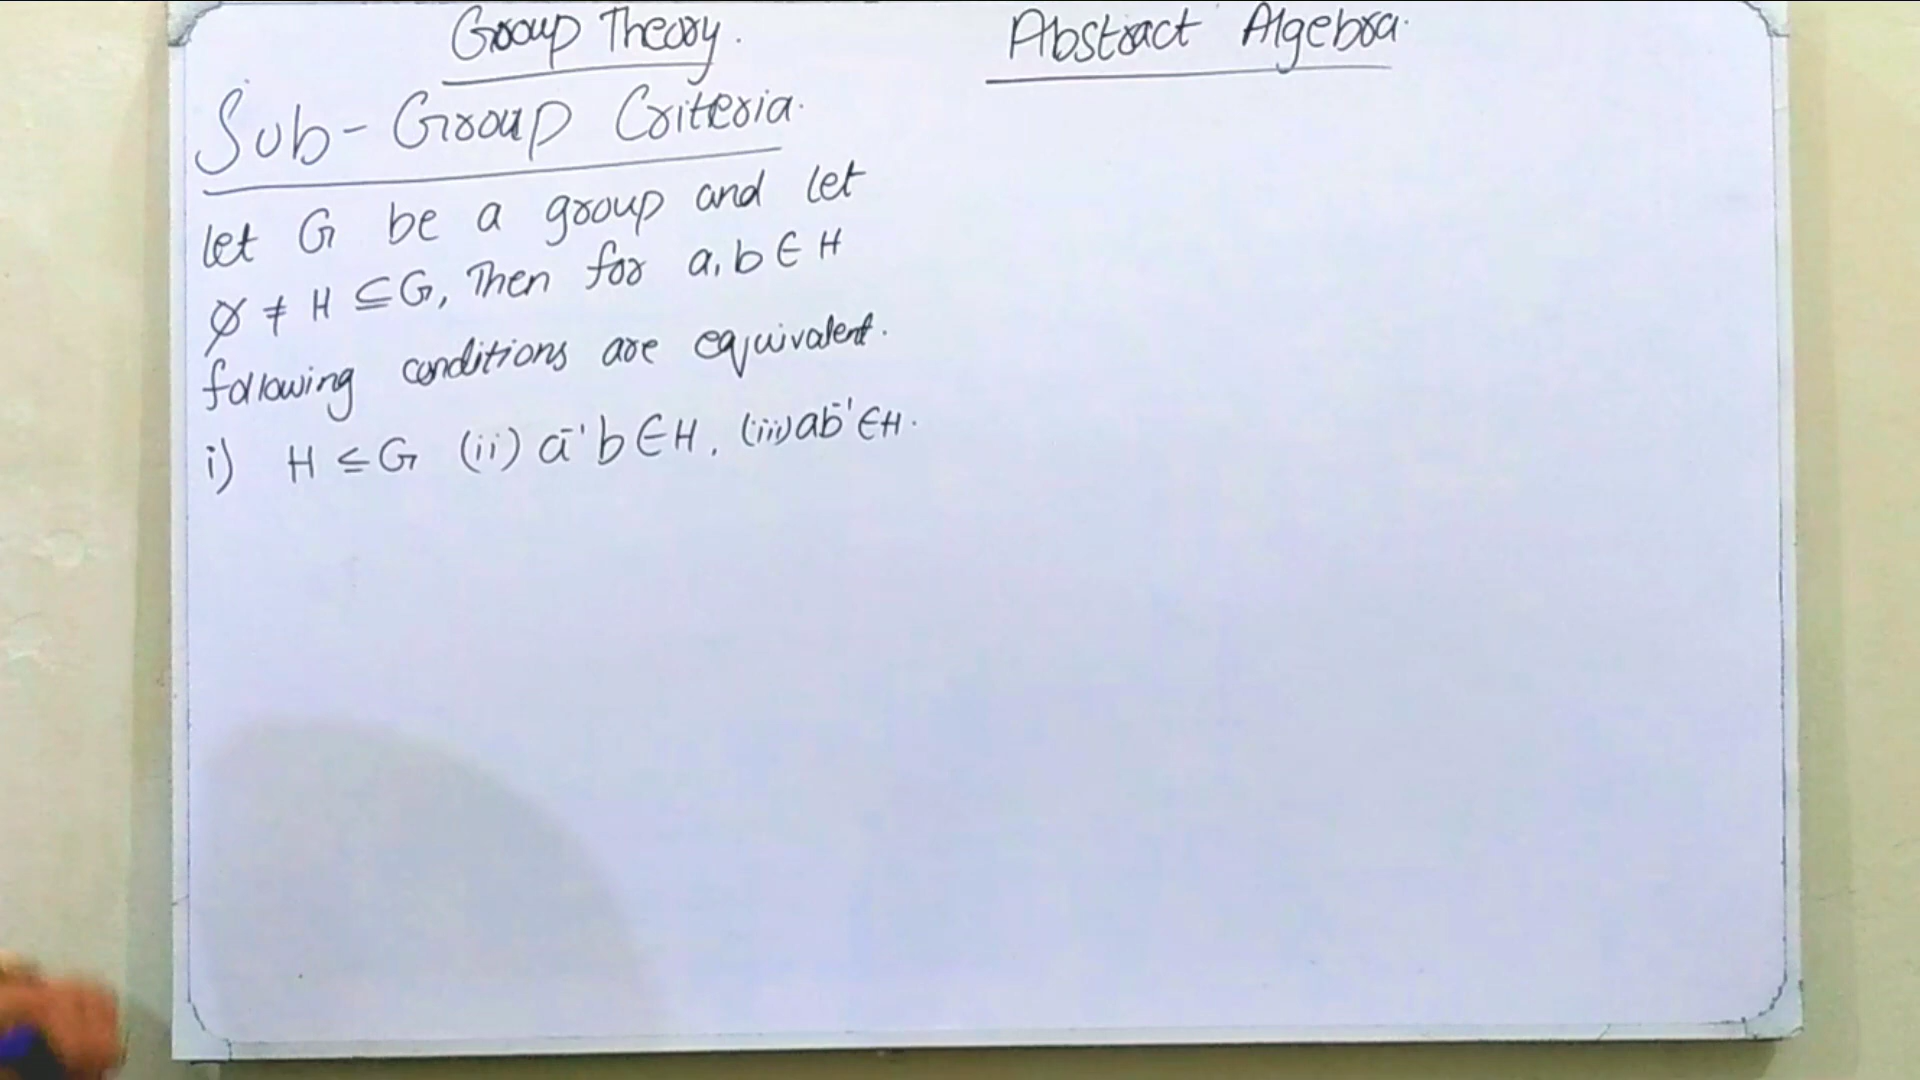 Group Theory.
Abstract Algebra.
Sub-Group Criteria.
let G be a group and let
∅ ≠ H ⊆ G, Then for a, b ∈ H
following conditions are equivalent.
i) H ≤ G (ii) a⁻¹b ∈ H. (iii) ab⁻¹ ∈ H.